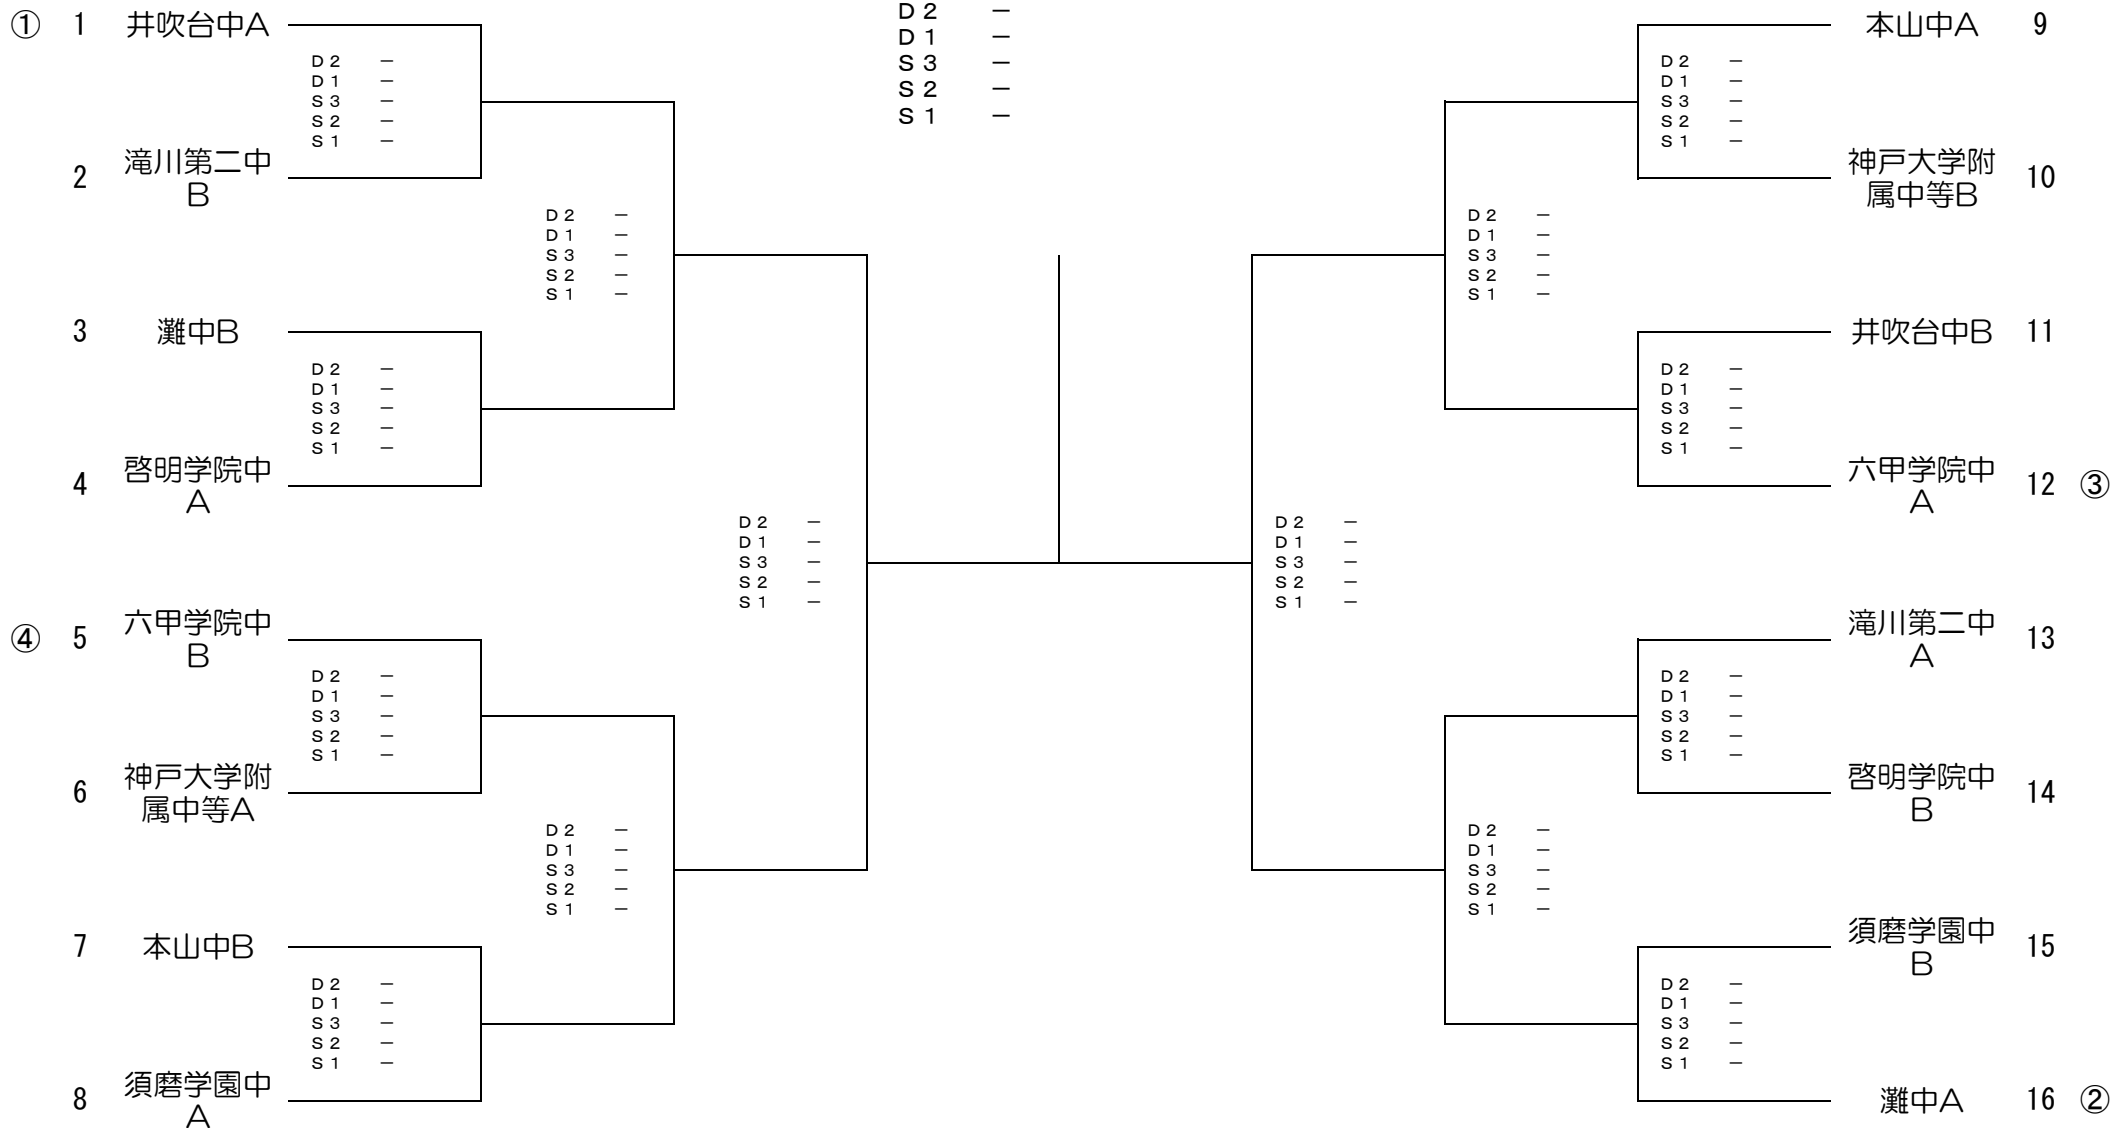 ① 1 井吹台中A
D2 －
D1 －
S3 －
S2 －
S1 －
2 滝川第二中
B
D2 －
D1 －
S3 －
S2 －
S1 －
3 灘中B
D2 －
D1 －
S3 －
S2 －
S1 －
4 啓明学院中
A
D2 －
D1 －
S3 －
S2 －
S1 －
④ 5 六甲学院中
B
D2 －
D1 －
S3 －
S2 －
S1 －
6 神戸大学附
属中等A
D2 －
D1 －
S3 －
S2 －
S1 －
7 本山中B
D2 －
D1 －
S3 －
S2 －
S1 －
8 須磨学園中
A
D2 －
D1 －
S3 －
S2 －
S1 －
本山中A 9
D2 －
D1 －
S3 －
S2 －
S1 －
神戸大学附
属中等B 10
D2 －
D1 －
S3 －
S2 －
S1 －
井吹台中B 11
D2 －
D1 －
S3 －
S2 －
S1 －
六甲学院中
A 12 ③
D2 －
D1 －
S3 －
S2 －
S1 －
滝川第二中
A 13
D2 －
D1 －
S3 －
S2 －
S1 －
啓明学院中
B 14
D2 －
D1 －
S3 －
S2 －
S1 －
須磨学園中
B 15
D2 －
D1 －
S3 －
S2 －
S1 －
灘中A 16 ②